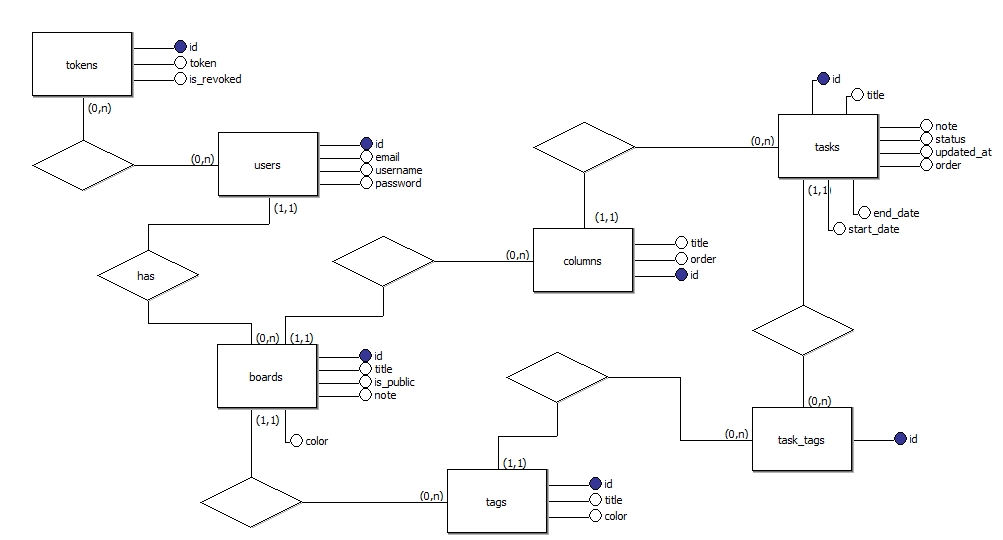 tokens
id
token
is_revoked
(0,n)
(0,n)
users
id
email
username
password
(1,1)
has
(0,n)
(1,1)
boards
id
title
is_public
note
(1,1)
color
(0,n)
columns
title
order
id
(1,1)
(0,n)
tasks
id
title
note
status
updated_at
order
(1,1)
end_date
start_date
(0,n)
task_tags
id
(0,n)
(1,1)
(0,n)
tags
id
title
color